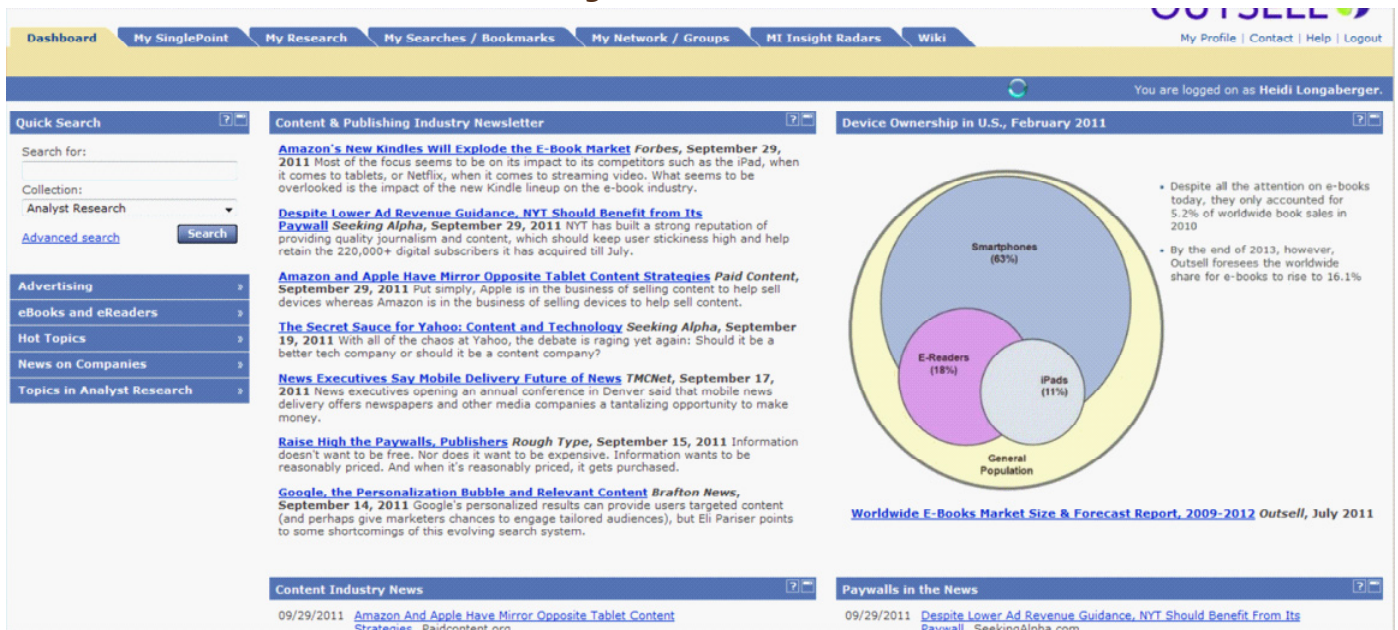 OUTSELL
Dashboard My SinglePoint My Research My Searches / Bookmarks My Network / Groups MI Insight Radars Wiki
My Profile | Contact | Help | Logout
You are logged on as Heidi Longaberger.
Quick Search
Search for:
Collection:
Analyst Research
Advanced search Search
Advertising »
eBooks and eReaders »
Hot Topics »
News on Companies »
Topics in Analyst Research »
Content & Publishing Industry Newsletter
Amazon's New Kindles Will Explode the E-Book Market Forbes, September 29,
2011 Most of the focus seems to be on its impact to its competitors such as the iPad, when
it comes to tablets, or Netflix, when it comes to streaming video. What seems to be
overlooked is the impact of the new Kindle lineup on the e-book industry.
Despite Lower Ad Revenue Guidance, NYT Should Benefit from Its
Paywall Seeking Alpha, September 29, 2011 NYT has built a strong reputation of
providing quality journalism and content, which should keep user stickiness high and help
retain the 220,000+ digital subscribers it has acquired till July.
Amazon and Apple Have Mirror Opposite Tablet Content Strategies Paid Content,
September 29, 2011 Put simply, Apple is in the business of selling content to help sell
devices whereas Amazon is in the business of selling devices to help sell content.
The Secret Sauce for Yahoo: Content and Technology Seeking Alpha, September
19, 2011 With all of the chaos at Yahoo, the debate is raging yet again: Should it be a
better tech company or should it be a content company?
News Executives Say Mobile Delivery Future of News TMCNet, September 17,
2011 News executives opening an annual conference in Denver said that mobile news
delivery offers newspapers and other media companies a tantalizing opportunity to make
money.
Raise High the Paywalls, Publishers Rough Type, September 15, 2011 Information
doesn't want to be free. Nor does it want to be expensive. Information wants to be
reasonably priced. And when it's reasonably priced, it gets purchased.
Google, the Personalization Bubble and Relevant Content Brafton News,
September 14, 2011 Google's personalized results can provide users targeted content
(and perhaps give marketers chances to engage tailored audiences), but Eli Pariser points
to some shortcomings of this evolving search system.
Device Ownership in U.S., February 2011
Smartphones
(63%)
E-Readers
(18%)
iPads
(11%)
General
Population
• Despite all the attention on e-books
today, they only accounted for
5.2% of worldwide book sales in
2010
• By the end of 2013, however,
Outsell foresees the worldwide
share for e-books to rise to 16.1%
Worldwide E-Books Market Size & Forecast Report, 2009-2012 Outsell, July 2011
Content Industry News
09/29/2011 Amazon And Apple Have Mirror Opposite Tablet Content
Strategies Paidcontent.org
Paywalls in the News
09/29/2011 Despite Lower Ad Revenue Guidance, NYT Should Benefit From Its
Paywall SeekingAlpha.com